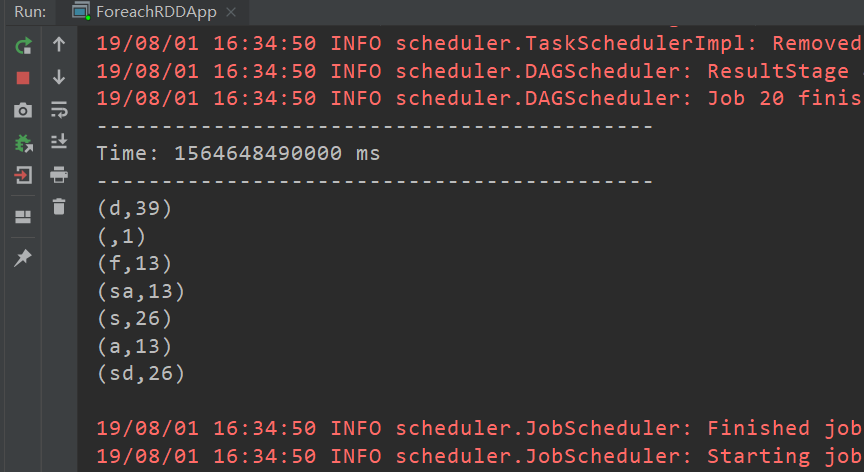 Run: ForeachRDDApp
19/08/01 16:34:50 INFO scheduler.TaskSchedulerImpl: Removed
19/08/01 16:34:50 INFO scheduler.DAGScheduler: ResultStage
19/08/01 16:34:50 INFO scheduler.DAGScheduler: Job 20 finis
-------------------------------------------
Time: 1564648490000 ms
-------------------------------------------
(d,39)
(,1)
(f,13)
(sa,13)
(s,26)
(a,13)
(sd,26)
19/08/01 16:34:50 INFO scheduler.JobScheduler: Finished job
19/08/01 16:34:50 INFO scheduler.JobScheduler: Starting job